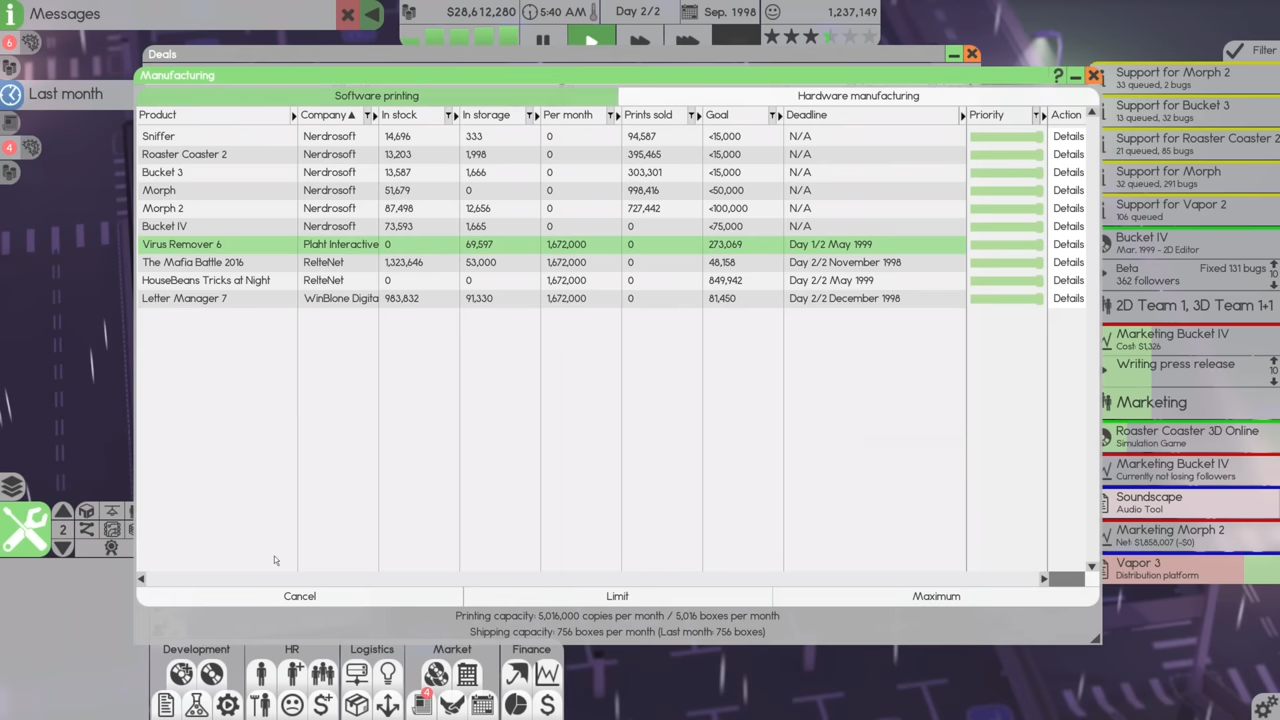 Messages
$28,612,280
5:40 AM
Day 2/2
Sep. 1998
1,237,149
6
Last month
4
Filter
Deals
Manufacturing
?
Software printing
Hardware manufacturing
Product Company In stock In storage Per month Prints sold Goal Deadline Priority Action
Sniffer Nerdrosoft 14,696 333 0 94,587 <15,000 N/A Details
Roaster Coaster 2 Nerdrosoft 13,203 1,998 0 395,465 <15,000 N/A Details
Bucket 3 Nerdrosoft 13,587 1,666 0 303,301 <15,000 N/A Details
Morph Nerdrosoft 51,679 0 0 998,416 <50,000 N/A Details
Morph 2 Nerdrosoft 87,498 12,656 0 727,442 <100,000 N/A Details
Bucket IV Nerdrosoft 73,593 1,665 0 0 <75,000 N/A Details
Virus Remover 6 Plant Interactive 0 69,597 1,672,000 0 273,069 Day 1/2 May 1999 Details
The Mafia Battle 2016 RelteNet 1,323,646 53,000 1,672,000 0 48,158 Day 2/2 November 1998 Details
HouseBeans Tricks at Night RelteNet 0 0 1,672,000 0 849,942 Day 2/2 May 1999 Details
Letter Manager 7 WinBlone Digita 983,832 91,330 1,672,000 0 81,450 Day 2/2 December 1998 Details
Cancel
Limit
Maximum
Printing capacity: 5,016,000 copies per month / 5,016 boxes per month
Shipping capacity: 756 boxes per month (Last month: 756 boxes)
Support for Morph 2
33 queued, 2 bugs
Support for Bucket 3
13 queued, 32 bugs
Support for Roaster Coaster 2
21 queued, 85 bugs
Support for Morph
32 queued, 291 bugs
Support for Vapor 2
106 queued
Bucket IV
Mar. 1999 - 2D Editor
Beta Fixed 131 bugs
362 followers
10
2D Team 1, 3D Team 1+1
Marketing Bucket IV
Cost: $1,326
Writing press release
10
Marketing
Roaster Coaster 3D Online
Simulation Game
Marketing Bucket IV
Currently not losing followers
Soundscape
Audio Tool
Marketing Morph 2
Net: $1,858,007 (-$0)
Vapor 3
Distribution platform
2
Development
HR
Logistics
Market
Finance
4